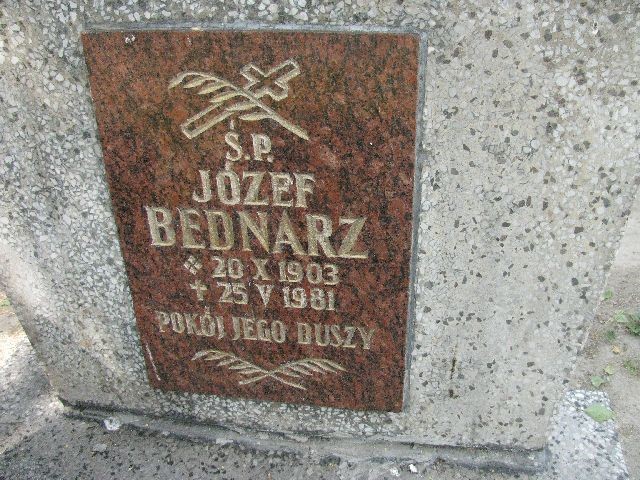 Ś.P.
JÓZEF
BEDNARZ
20 X 1903
✝ 25 V 1981
POKÓJ JEGO DUSZY